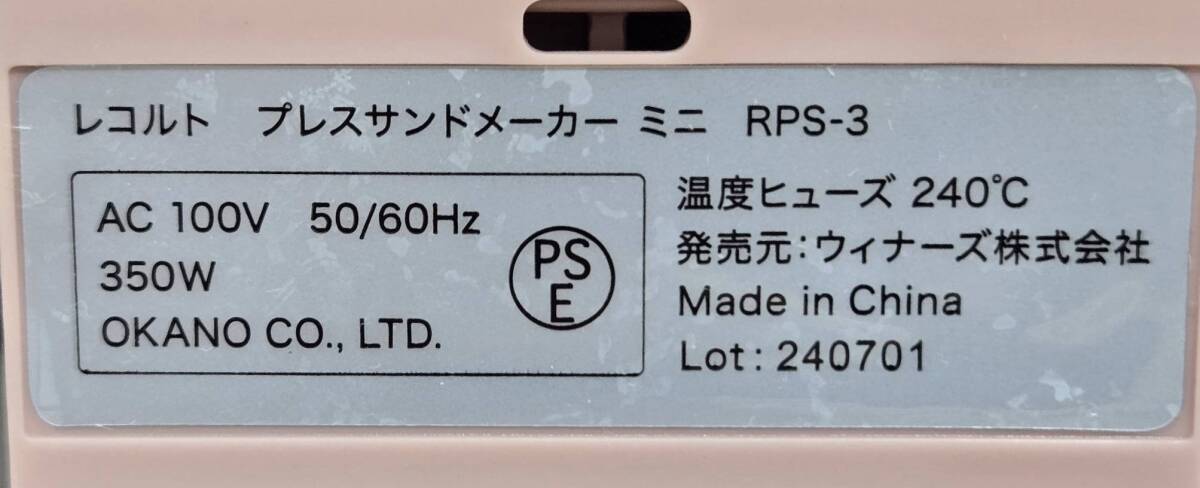 レコルト プレスサンドメーカー ミニ RPS-3
AC 100V 50/60Hz
350W
OKANO CO., LTD.
PS
E
温度ヒューズ 240℃
発売元:ウィナーズ株式会社
Made in China
Lot: 240701